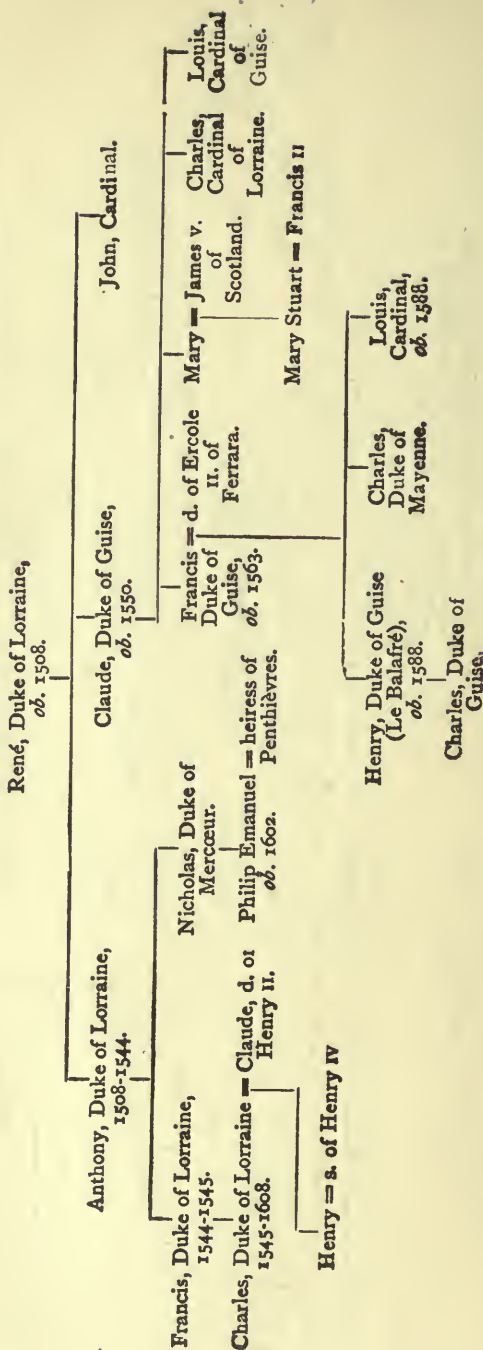 René, Duke of Lorraine,
ob. 1508.
Anthony, Duke of Lorraine,
1508-1544.
Claude, Duke of Guise,
ob. 1550.
John, Cardinal.
Francis, Duke of Lorraine,
1544-1545.
Nicholas, Duke of
Mercœur.
Francis = d. of Ercole
Duke of II. of
Guise, Ferrara.
ob. 1563.
Mary = James V.
of
Scotland.
Charles,
Cardinal
of
Lorraine.
Louis,
Cardinal
of
Guise.
Charles, Duke of Lorraine = Claude, d. of
1545-1608. Henry II.
Philip Emanuel = heiress of
ob. 1602. Penthièvres.
Mary Stuart = Francis II
Henry = s. of Henry IV
Henry, Duke of Guise
(Le Balafré),
ob. 1588.
Charles,
Duke of
Mayenne.
Louis,
Cardinal,
ob. 1588.
Charles, Duke of
Guise,